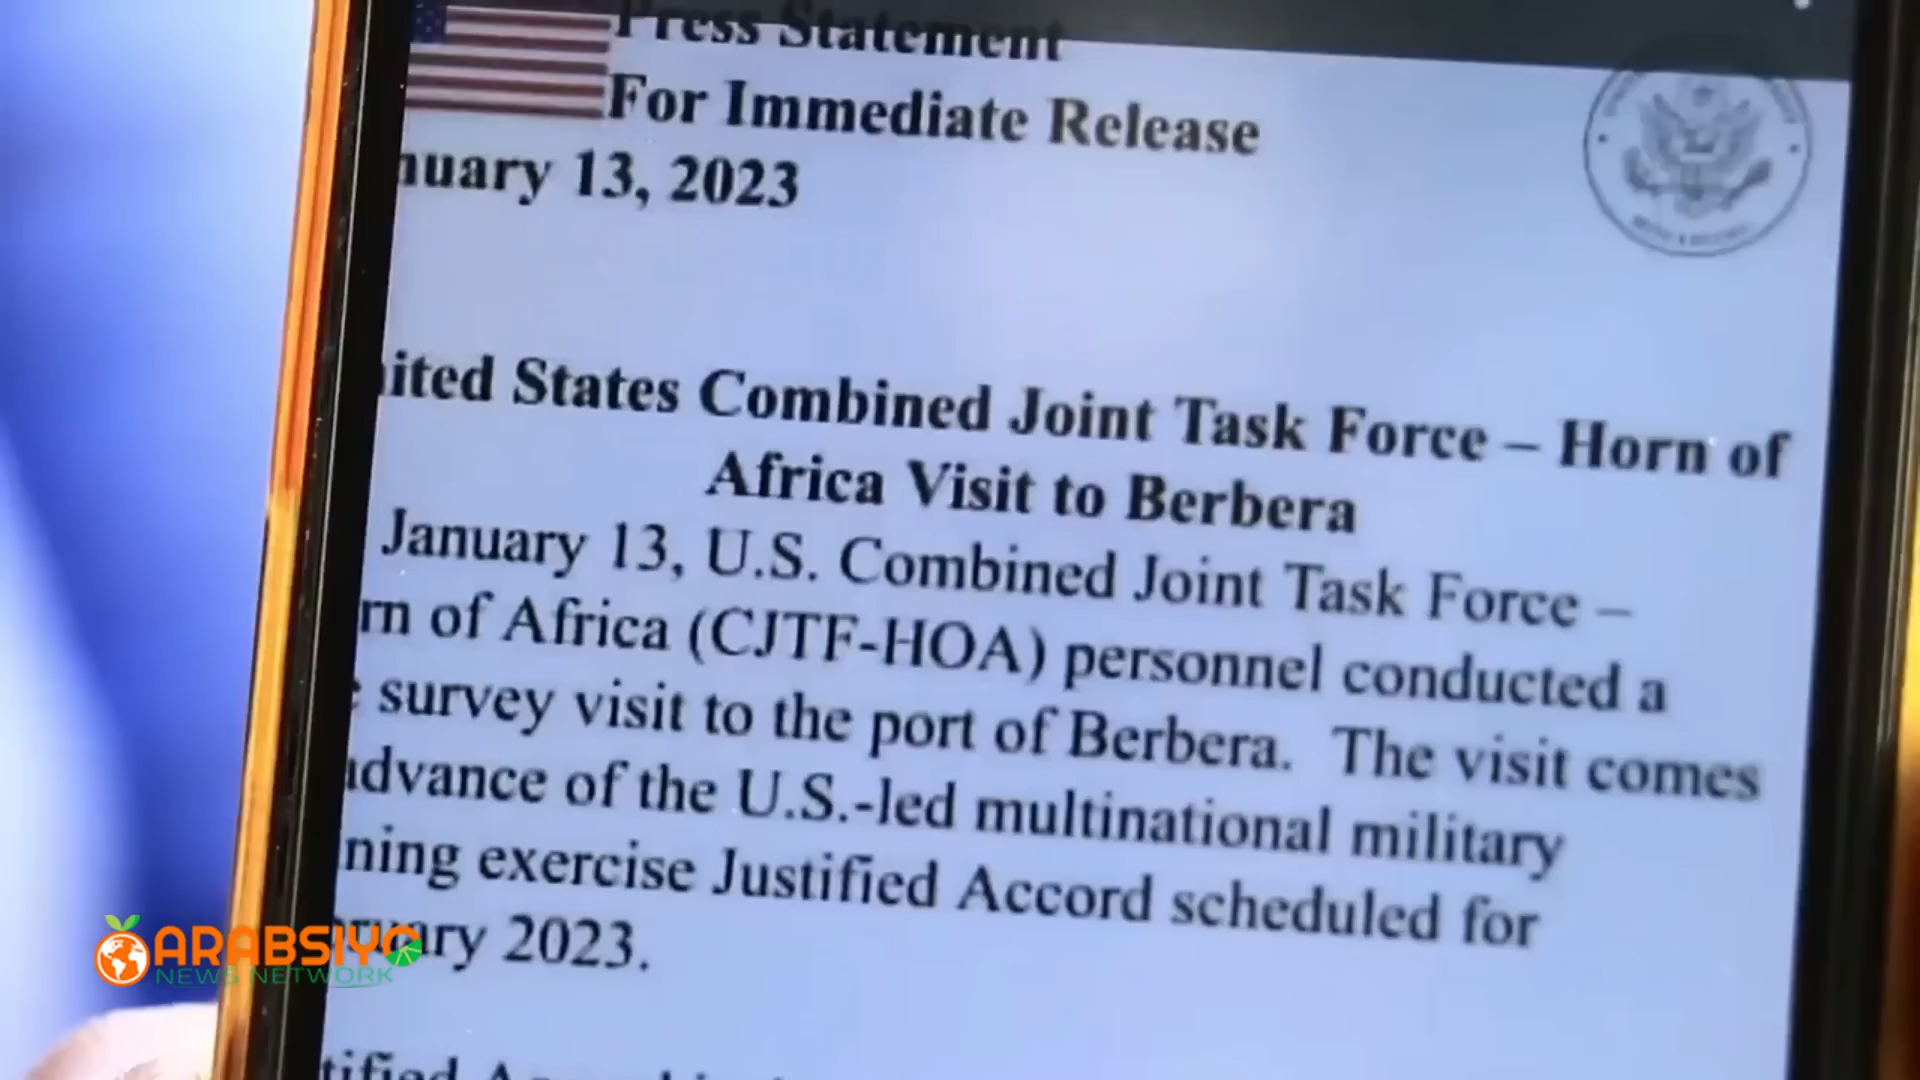 Press Statement
For Immediate Release
nuary 13, 2023
ited States Combined Joint Task Force – Horn of
Africa Visit to Berbera
January 13, U.S. Combined Joint Task Force –
rn of Africa (CJTF-HOA) personnel conducted a
survey visit to the port of Berbera. The visit comes
advance of the U.S.-led multinational military
ning exercise Justified Accord scheduled for
ruary 2023.
ARABSIYO
NEWS NETWORK